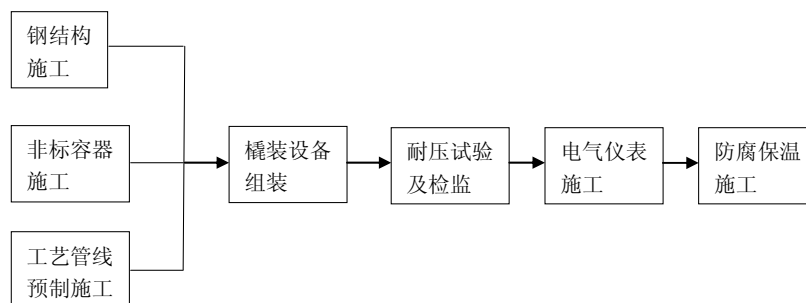 钢结构
施工
非标容器
施工
工艺管线
预制施工
橇装设备
组装
耐压试验
及检监
电气仪表
施工
防腐保温
施工